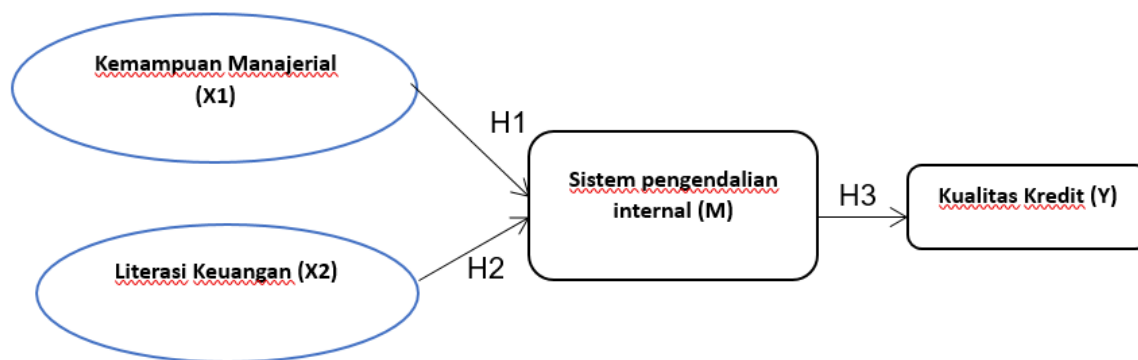 Kemampuan Manajerial
(X1)
H1
Sistem pengendalian
internal (M)
H3
Kualitas Kredit (Y)
Literasi Keuangan (X2)
H2